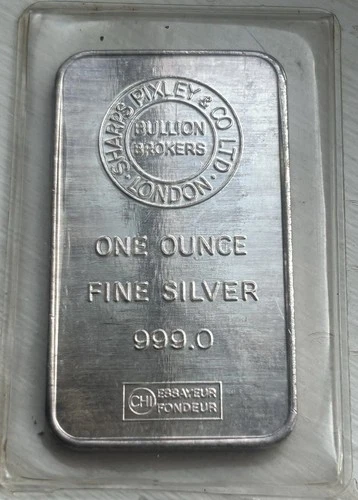 SHARPS PIXLEY & CO LTD · LONDON ·
BULLION
BROKERS
ONE OUNCE
FINE SILVER
999.0
CHI ESSAYEUR
FONDEUR